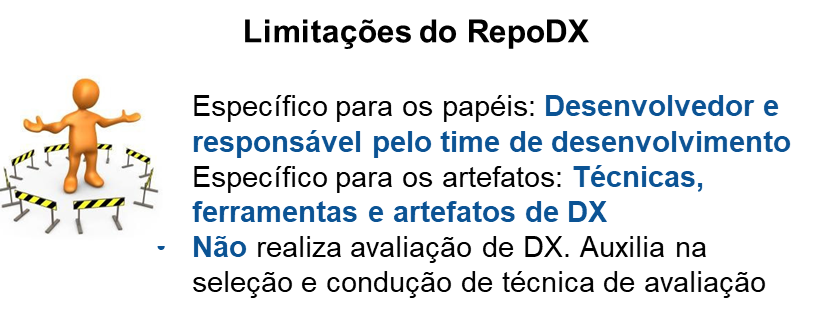 Limitações do RepoDX
Específico para os papéis: Desenvolvedor e
responsável pelo time de desenvolvimento
Específico para os artefatos: Técnicas,
ferramentas e artefatos de DX
- Não realiza avaliação de DX. Auxilia na
seleção e condução de técnica de avaliação